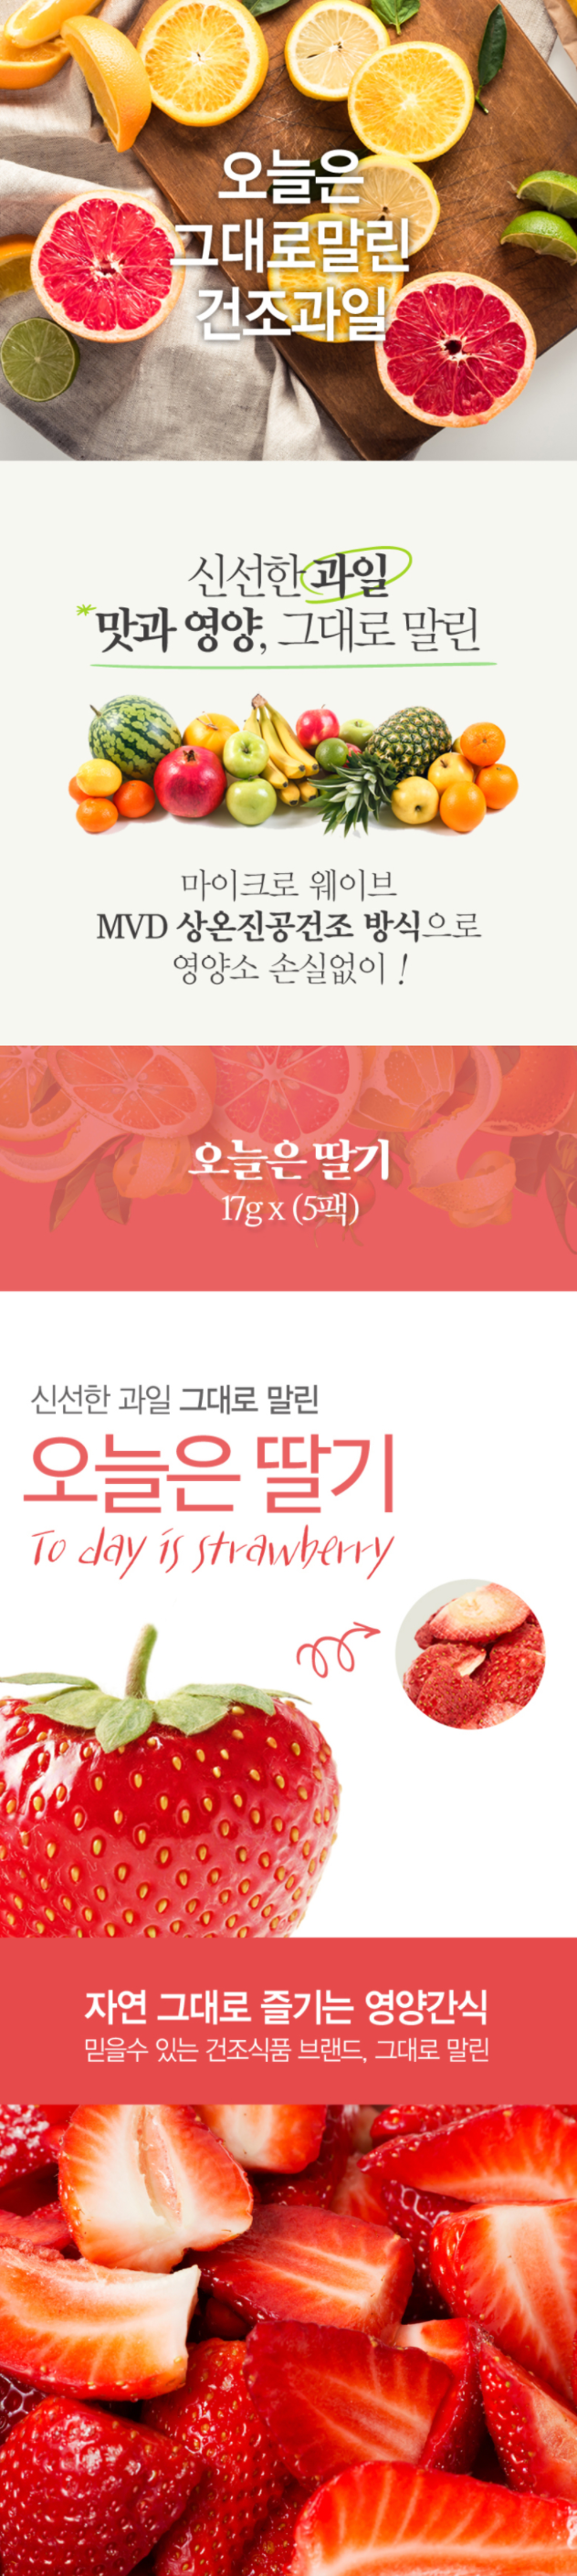 오늘은
그대로말린
건조과일
신선한 과일
*맛과 영양, 그대로 말린
마이크로 웨이브
MVD 상온진공건조 방식으로
영양소 손실없이 !
오늘은 딸기
17g x (5팩)
신선한 과일 그대로 말린
오늘은 딸기
To day is strawberry
자연 그대로 즐기는 영양간식
믿을수 있는 건조식품 브랜드, 그대로 말린